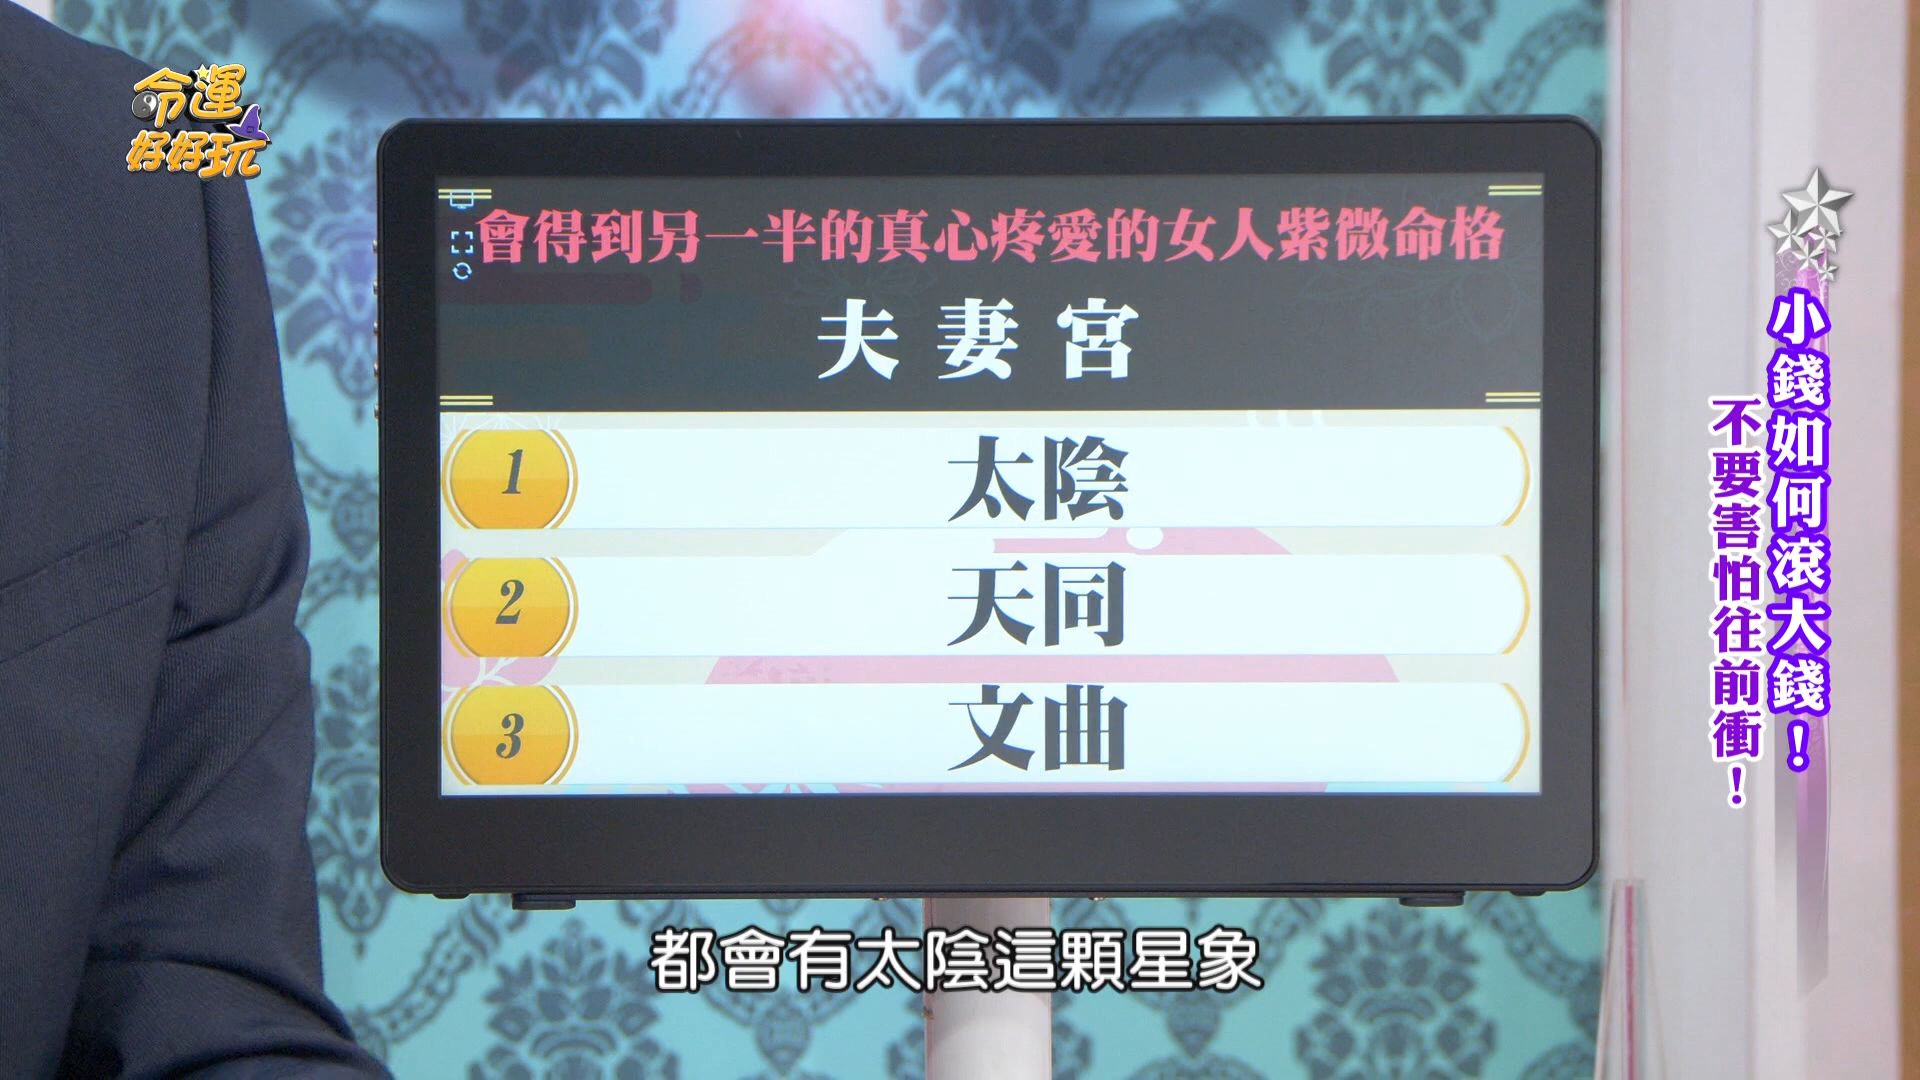 命運
好好玩
會得到另一半的真心疼愛的女人紫微命格
夫妻宮
1 太陰
2 天同
3 文曲
小錢如何滾大錢！
不要害怕往前衝！
都會有太陰這顆星象